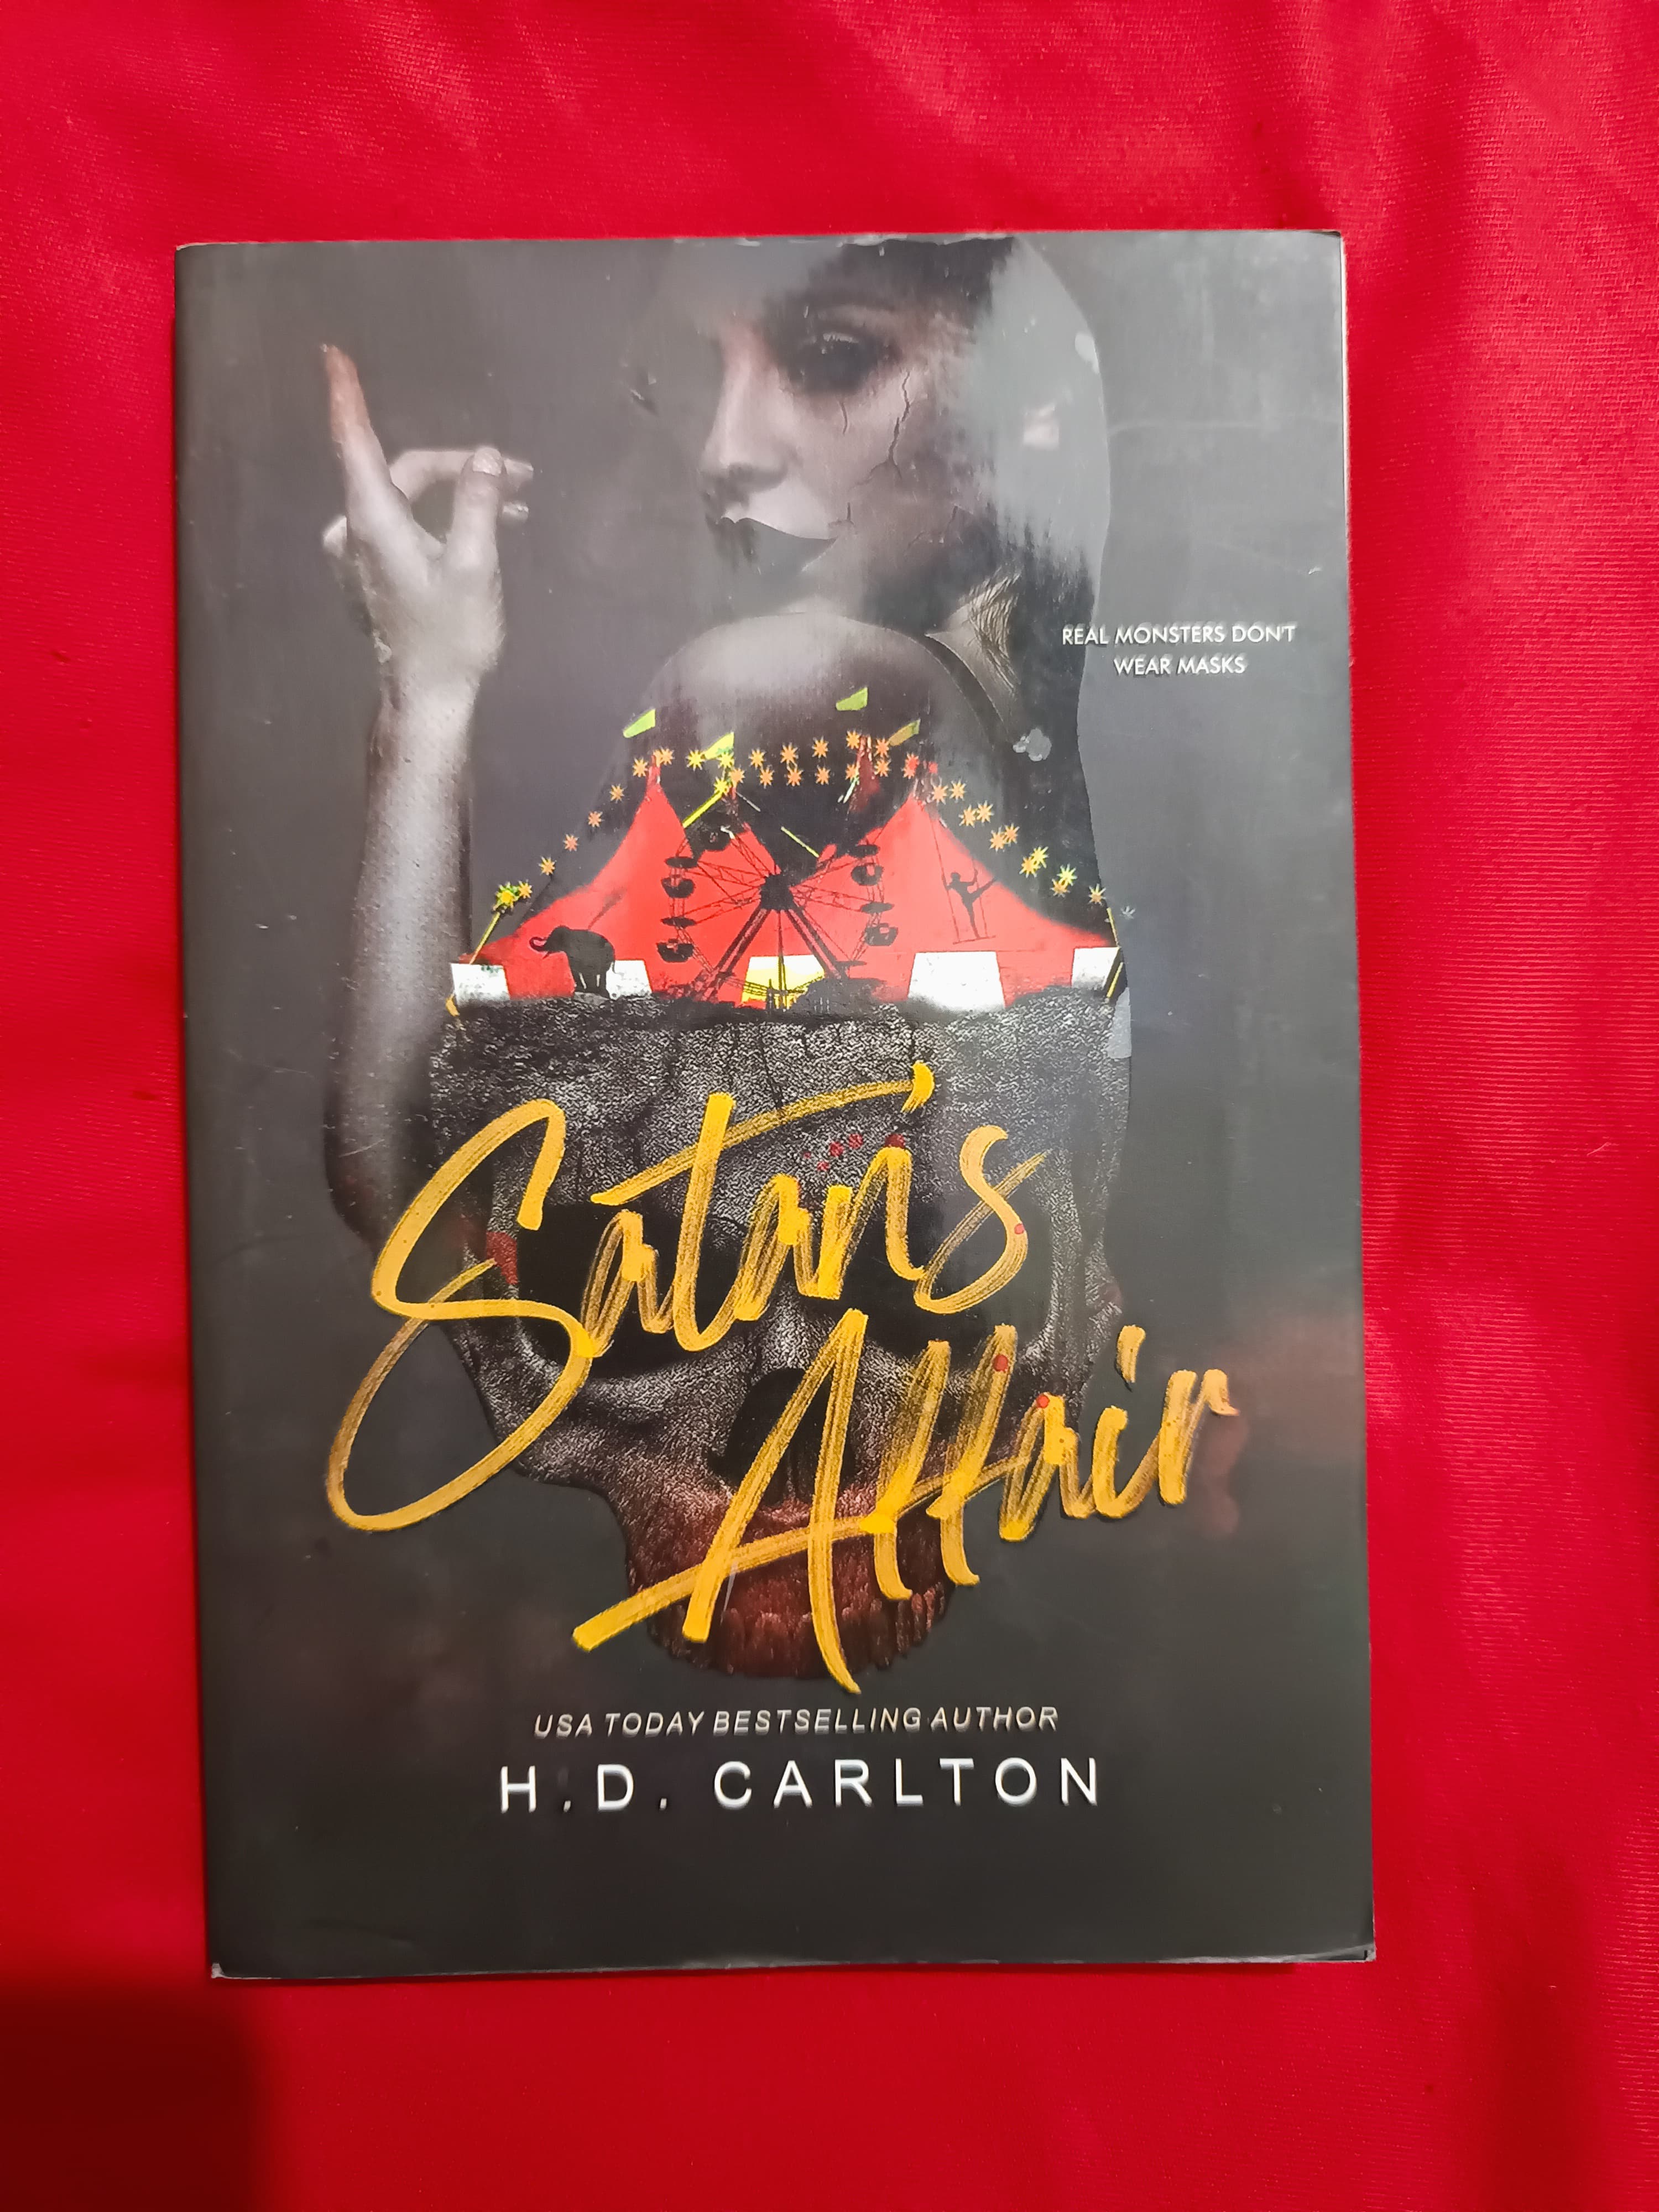 REAL MONSTERS DON'T
WEAR MASKS
Satan's
Affair
USA TODAY BESTSELLING AUTHOR
H.D. CARLTON